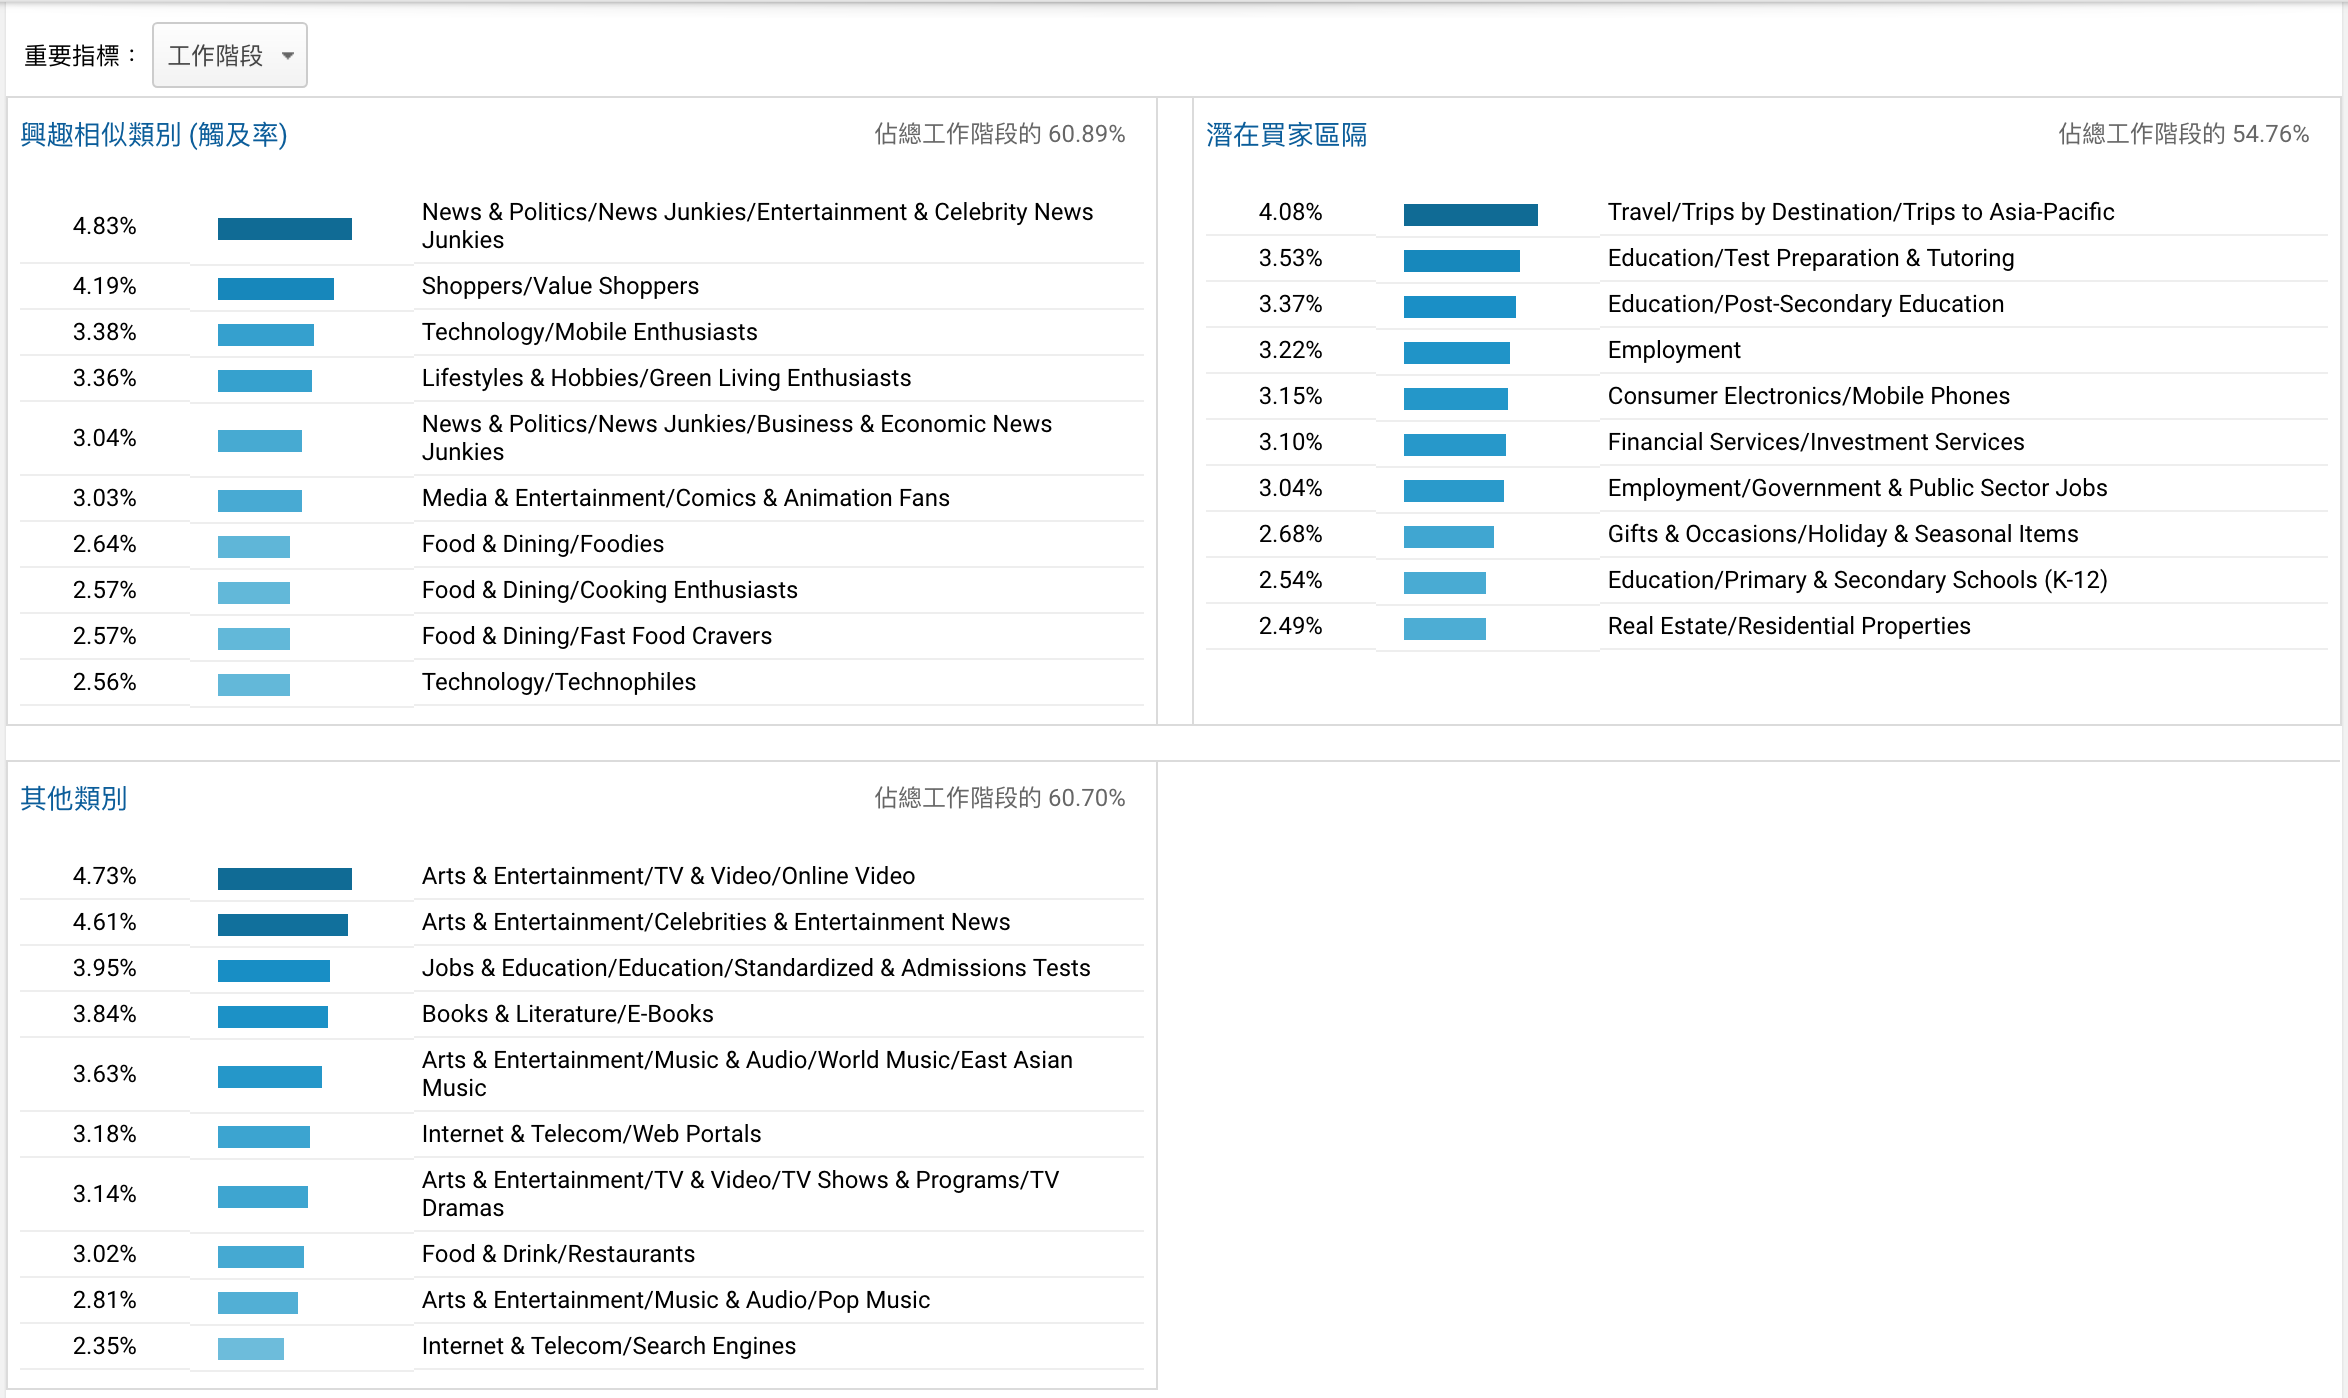 重要指標：
工作階段
興趣相似類別 (觸及率)
佔總工作階段的 60.89%
4.83%
News & Politics/News Junkies/Entertainment & Celebrity News
Junkies
4.19%
Shoppers/Value Shoppers
3.38%
Technology/Mobile Enthusiasts
3.36%
Lifestyles & Hobbies/Green Living Enthusiasts
3.04%
News & Politics/News Junkies/Business & Economic News
Junkies
3.03%
Media & Entertainment/Comics & Animation Fans
2.64%
Food & Dining/Foodies
2.57%
Food & Dining/Cooking Enthusiasts
2.57%
Food & Dining/Fast Food Cravers
2.56%
Technology/Technophiles
潛在買家區隔
佔總工作階段的 54.76%
4.08%
Travel/Trips by Destination/Trips to Asia-Pacific
3.53%
Education/Test Preparation & Tutoring
3.37%
Education/Post-Secondary Education
3.22%
Employment
3.15%
Consumer Electronics/Mobile Phones
3.10%
Financial Services/Investment Services
3.04%
Employment/Government & Public Sector Jobs
2.68%
Gifts & Occasions/Holiday & Seasonal Items
2.54%
Education/Primary & Secondary Schools (K-12)
2.49%
Real Estate/Residential Properties
其他類別
佔總工作階段的 60.70%
4.73%
Arts & Entertainment/TV & Video/Online Video
4.61%
Arts & Entertainment/Celebrities & Entertainment News
3.95%
Jobs & Education/Education/Standardized & Admissions Tests
3.84%
Books & Literature/E-Books
3.63%
Arts & Entertainment/Music & Audio/World Music/East Asian
Music
3.18%
Internet & Telecom/Web Portals
3.14%
Arts & Entertainment/TV & Video/TV Shows & Programs/TV
Dramas
3.02%
Food & Drink/Restaurants
2.81%
Arts & Entertainment/Music & Audio/Pop Music
2.35%
Internet & Telecom/Search Engines